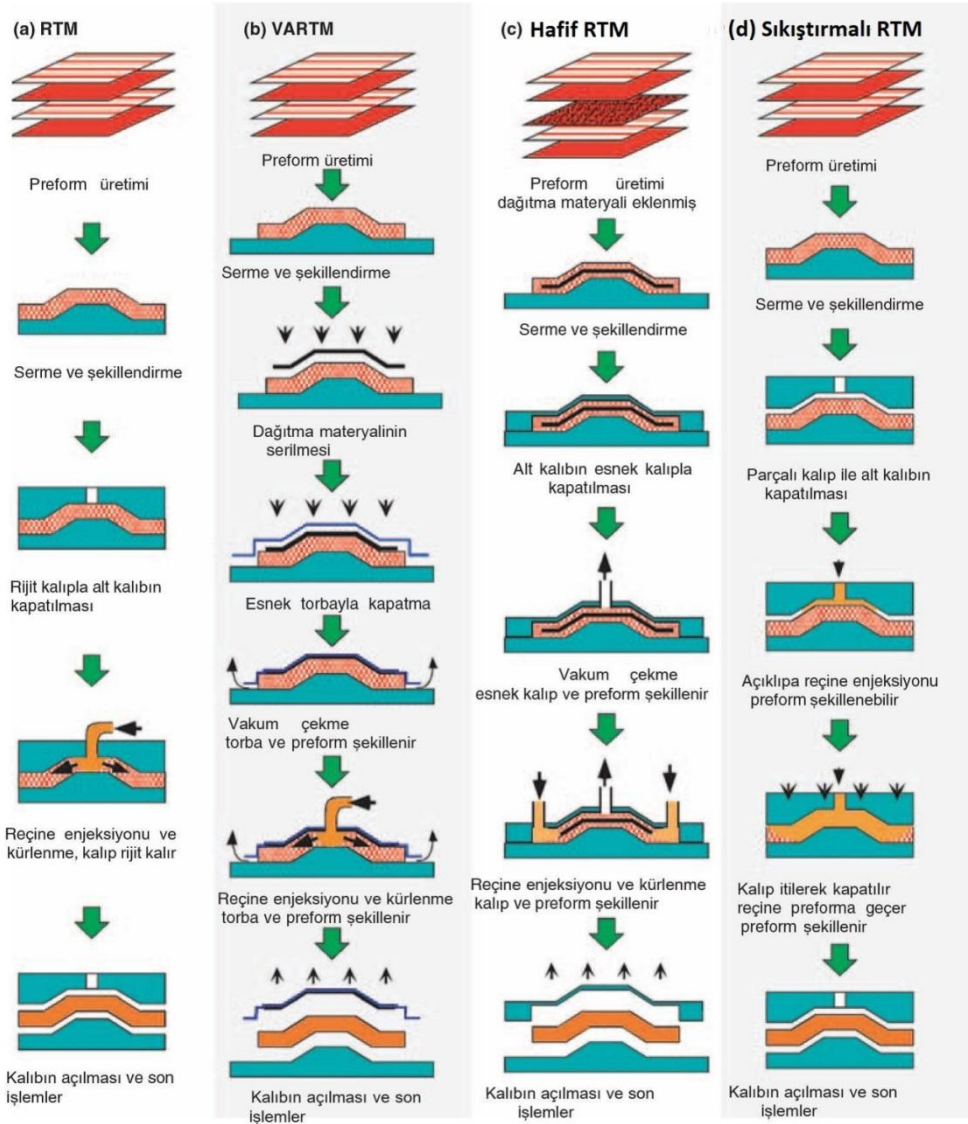 (a) RTM
Preform üretimi
Serme ve şekillendirme
Rijit kalıpla alt kalıbın
kapatılması
Reçine enjeksiyonu ve
kürlenme, kalıp rijit kalır
Kalıbın açılması ve son
işlemler
(b) VARTM
Preform üretimi
Serme ve şekillendirme
Dağıtma materyalinin
serilmesi
Esnek torbayla kapatma
Vakum çekme
torba ve preform şekillenir
Reçine enjeksiyonu ve kürlenme
torba ve preform şekillenir
Kalıbın açılması ve son
işlemler
(c) Hafif RTM
Preform üretimi
dağıtma materyali eklenmiş
Serme ve şekillendirme
Alt kalıbın esnek kalıpla
kapatılması
Vakum çekme
esnek kalıp ve preform şekillenir
Reçine enjeksiyonu ve kürlenme
kalıp ve preform şekillenir
Kalıbın açılması ve son
işlemler
(d) Sıkıştırmalı RTM
Preform üretimi
Serme ve şekillendirme
Parçalı kalıp ile alt kalıbın
kapatılması
Açıklıpa reçine enjeksiyonu
preform şekillenebilir
Kalıp itilerek kapatılır
reçine preforma geçer
preform şekillenir
Kalıbın açılması ve son
işlemler